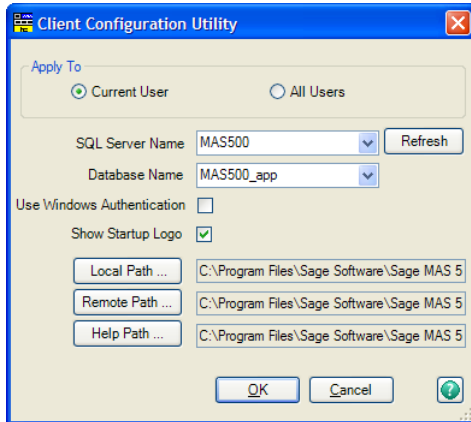 Client Configuration Utility
Apply To
Current User All Users
SQL Server Name MAS500 Refresh
Database Name MAS500_app
Use Windows Authentication
Show Startup Logo
Local Path ... C:\Program Files\Sage Software\Sage MAS 5
Remote Path ... C:\Program Files\Sage Software\Sage MAS 5
Help Path ... C:\Program Files\Sage Software\Sage MAS 5
OK Cancel ?